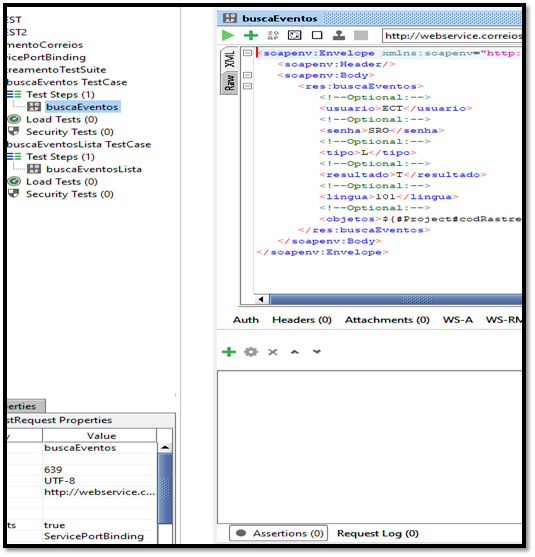 EST
EST2
mentoCorreios
rvicePortBinding
treamentoTestSuite
buscaEventos TestCase
Test Steps (1)
buscaEventos
Load Tests (0)
Security Tests (0)
buscaEventosLista TestCase
Test Steps (1)
buscaEventosLista
Load Tests (0)
Security Tests (0)
buscaEventos
http://webservice.correios
XML
Raw
<soapenv:Envelope xmlns:soapenv="http:
<soapenv:Header/>
<soapenv:Body>
<res:buscaEventos>
<!--Optional:-->
<usuario>ECT</usuario>
<!--Optional:-->
<senha>SRO</senha>
<!--Optional:-->
<tipo>L</tipo>
<!--Optional:-->
<resultado>T</resultado>
<!--Optional:-->
<lingua>101</lingua>
<!--Optional:-->
<objetos>${#Project#codRastre
</res:buscaEventos>
</soapenv:Body>
</soapenv:Envelope>
Auth Headers (0) Attachments (0) WS-A WS-RM
erties
stRequest Properties
y Value
buscaEventos
639
UTF-8
http://webservice.c...
ts true
ServicePortBinding
Assertions (0) Request Log (0)